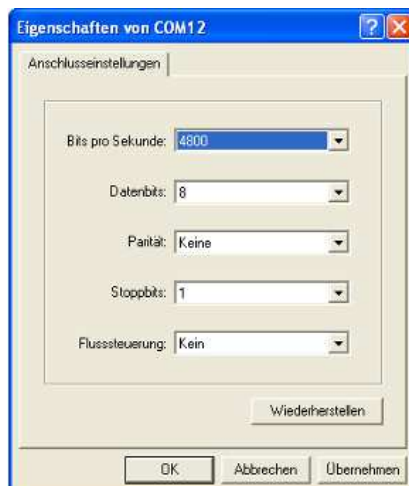 Eigenschaften von COM12
Anschlusseinstellungen
Bits pro Sekunde: 4800
Datenbits: 8
Parität: Keine
Stoppbits: 1
Flusssteuerung: Kein
Wiederherstellen
OK Abbrechen Übernehmen